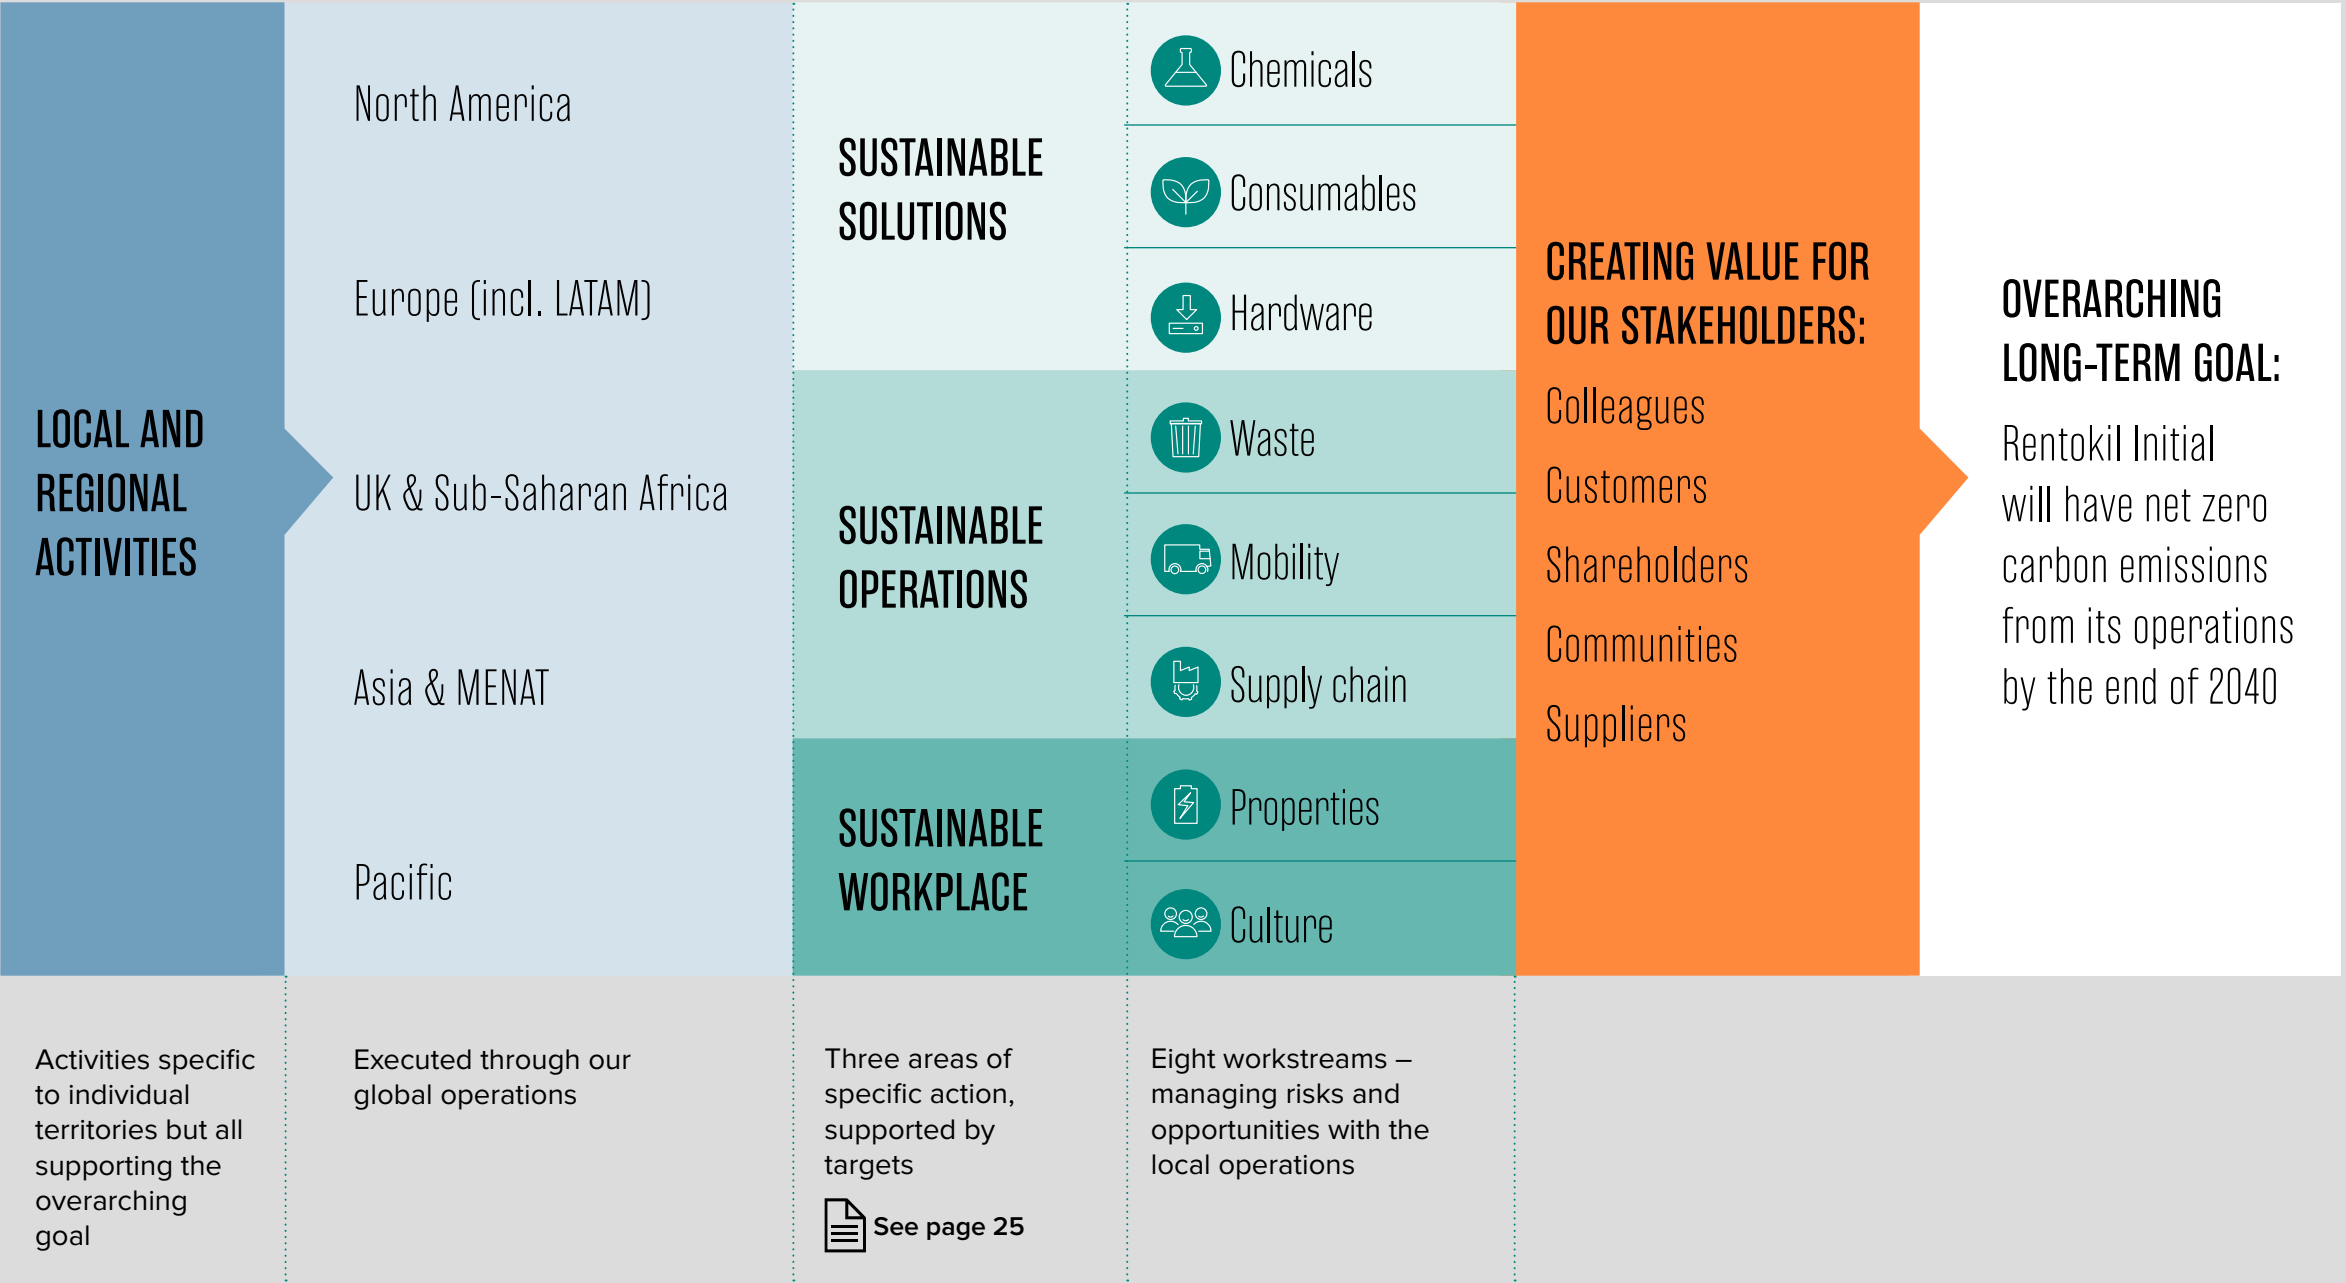 LOCAL AND
REGIONAL
ACTIVITIES
North America
Europe (incl. LATAM)
UK & Sub-Saharan Africa
Asia & MENAT
Pacific
SUSTAINABLE
SOLUTIONS
Chemicals
Consumables
Hardware
SUSTAINABLE
OPERATIONS
Waste
Mobility
Supply chain
SUSTAINABLE
WORKPLACE
Properties
Culture
CREATING VALUE FOR
OUR STAKEHOLDERS:
Colleagues
Customers
Shareholders
Communities
Suppliers
OVERARCHING
LONG-TERM GOAL:
Rentokil Initial
will have net zero
carbon emissions
from its operations
by the end of 2040
Activities specific
to individual
territories but all
supporting the
overarching
goal
Executed through our
global operations
Three areas of
specific action,
supported by
targets
See page 25
Eight workstreams –
managing risks and
opportunities with the
local operations